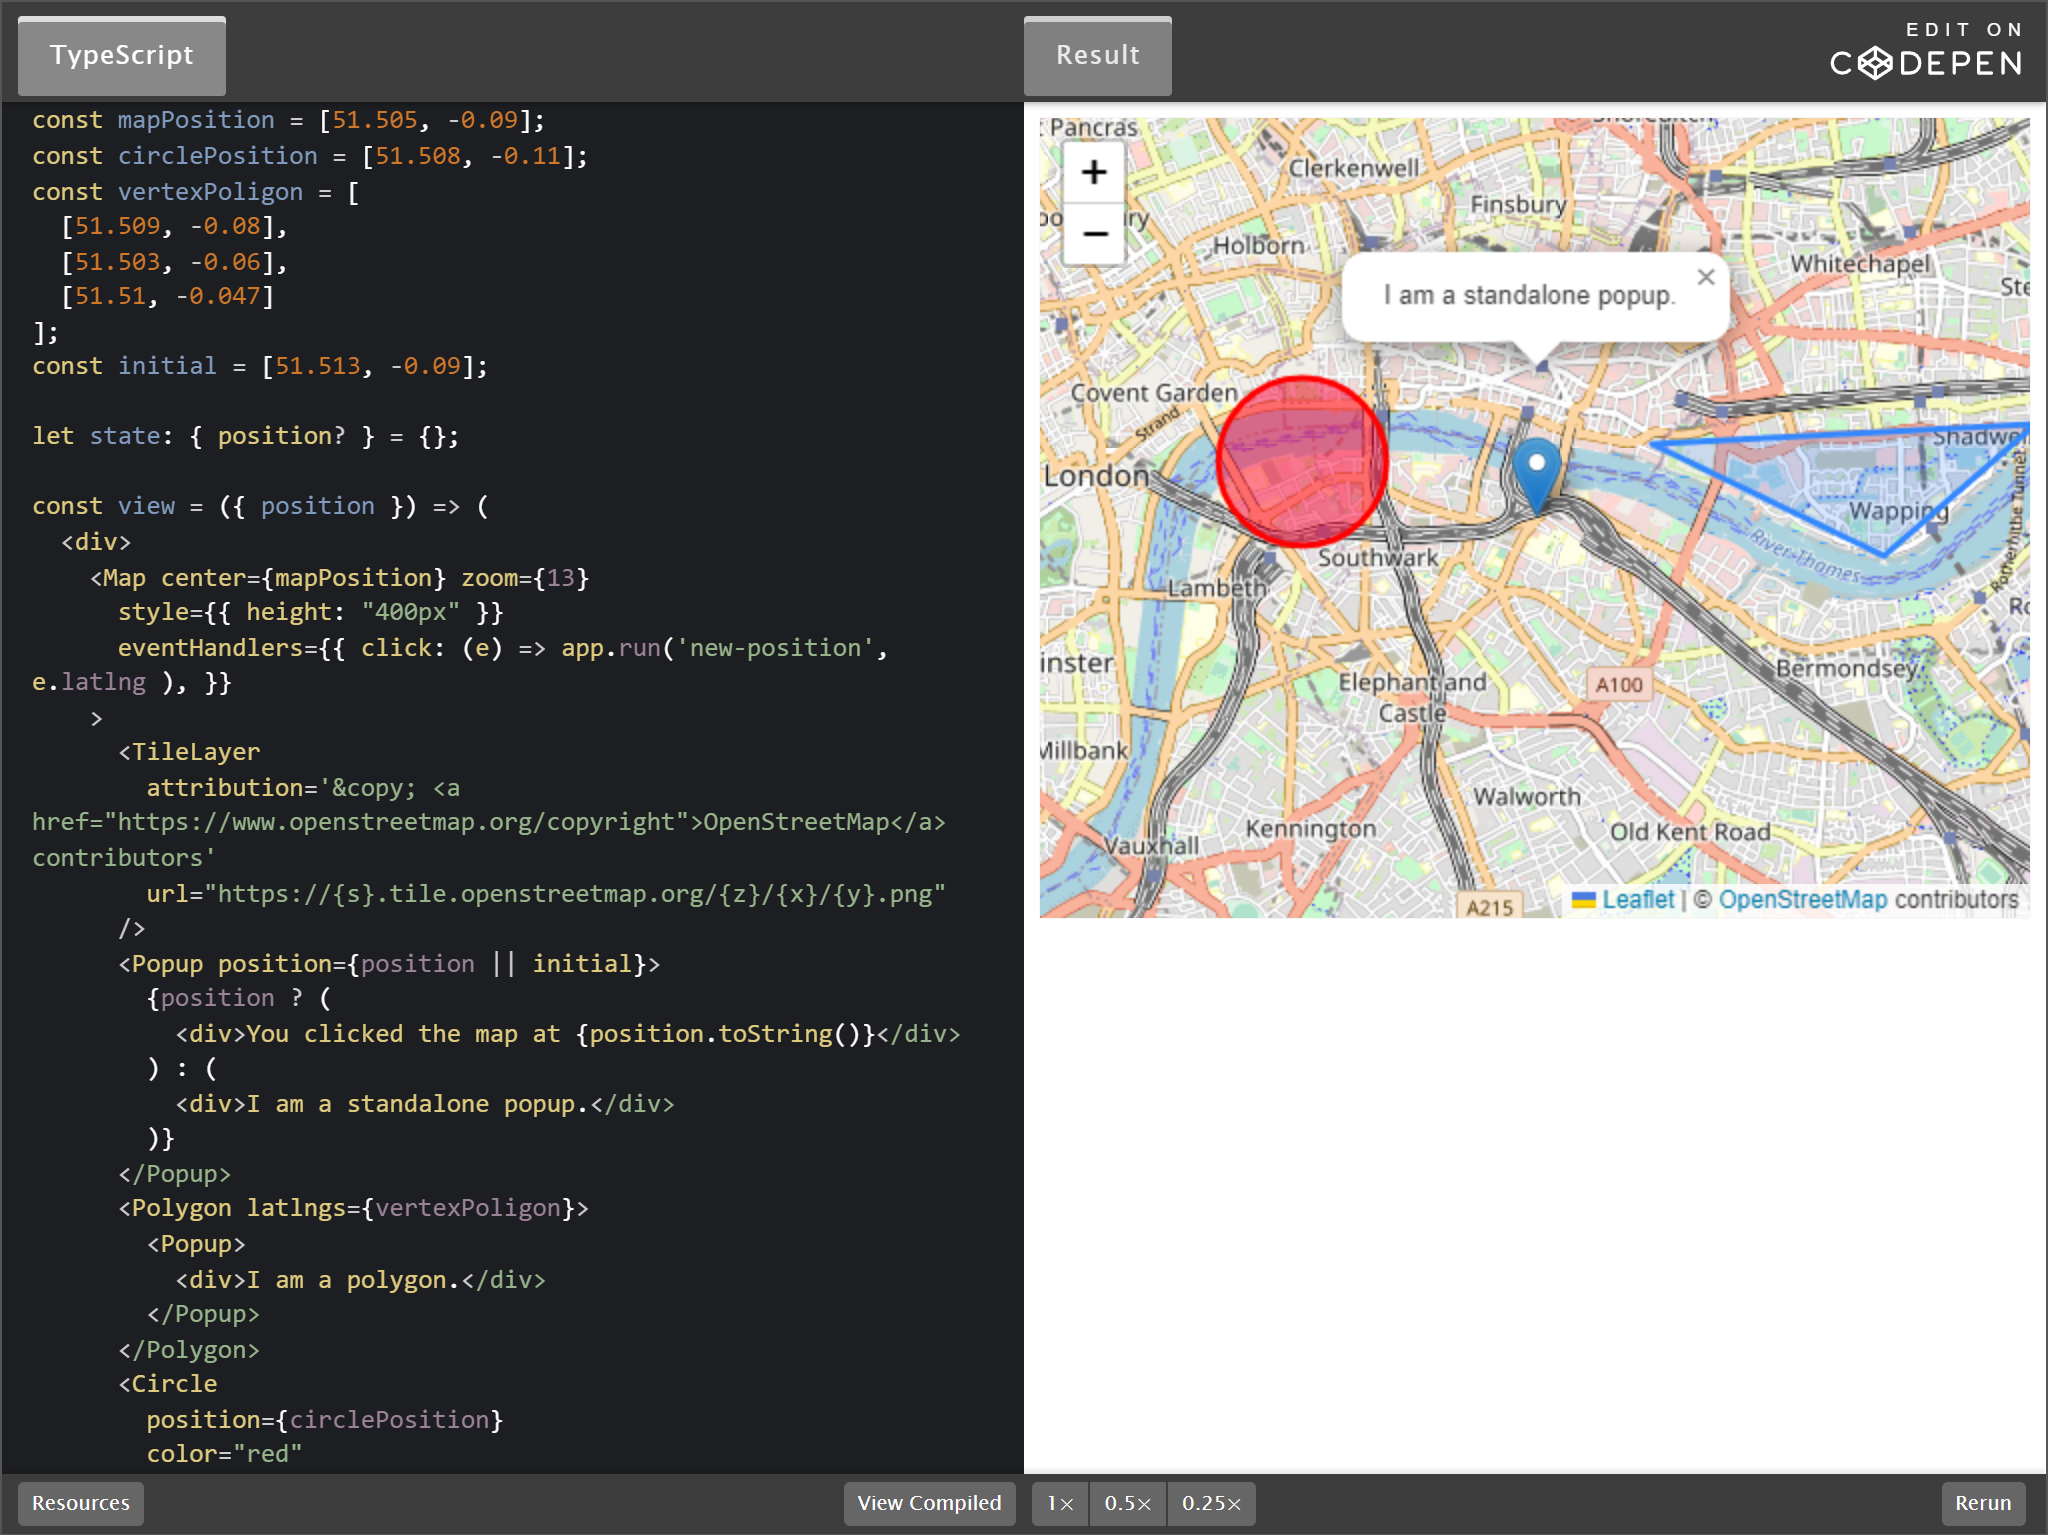 TypeScript
Result
EDIT ON
CODEPEN
const mapPosition = [51.505, -0.09];
const circlePosition = [51.508, -0.11];
const vertexPoligon = [
[51.509, -0.08],
[51.503, -0.06],
[51.51, -0.047]
];
const initial = [51.513, -0.09];
let state: { position? } = {};
const view = ({ position }) => (
<div>
<Map center={mapPosition} zoom={13}
style={{ height: "400px" }}
eventHandlers={{ click: (e) => app.run('new-position',
e.latlng ), }}
>
<TileLayer
attribution='&copy; <a
href="https://www.openstreetmap.org/copyright">OpenStreetMap</a>
contributors'
url="https://{s}.tile.openstreetmap.org/{z}/{x}/{y}.png"
/>
<Popup position={position || initial}>
{position ? (
<div>You clicked the map at {position.toString()}</div>
) : (
<div>I am a standalone popup.</div>
)}
</Popup>
<Polygon latlngs={vertexPoligon}>
<Popup>
<div>I am a polygon.</div>
</Popup>
</Polygon>
<Circle
position={circlePosition}
color="red"
Pancras
+
−
Clerkenwell
Finsbury
Holborn
Whitechapel
×
I am a standalone popup.
Covent Garden
Strand
London
Shadwe
Wapping
River Thames
Rotherhithe Tunnel
Southwark
Lambeth
inster
Elephant and
Castle
A100
Bermondsey
Millbank
Walworth
Kennington
Old Kent Road
Vauxhall
A215
Leaflet | © OpenStreetMap contributors
Resources
View Compiled
1×
0.5×
0.25×
Rerun